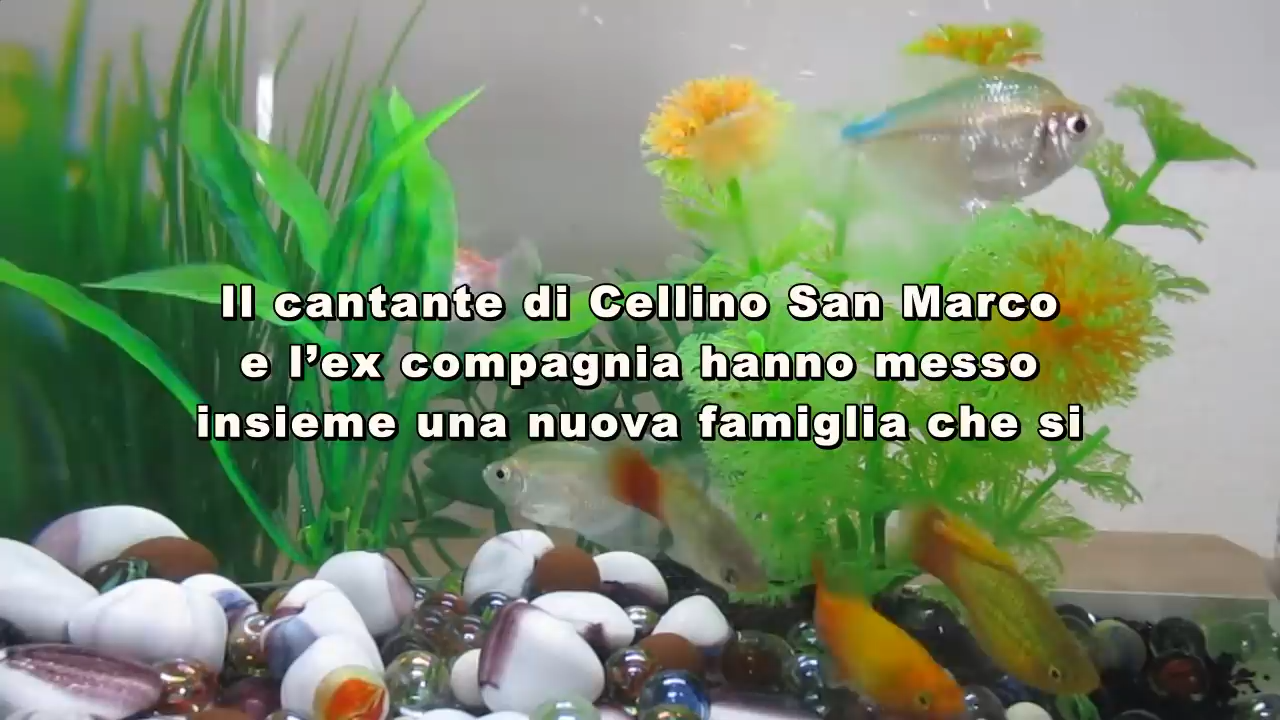 Il cantante di Cellino San Marco
e l’ex compagnia hanno messo
insieme una nuova famiglia che si